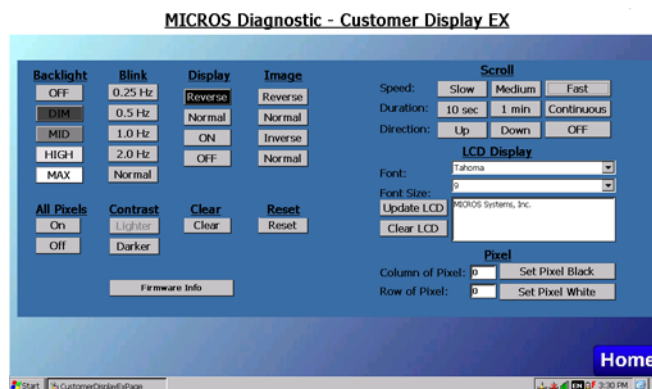 MICROS Diagnostic - Customer Display EX
Backlight Blink Display Image
OFF 0.25 Hz Reverse Reverse
DIM 0.5 Hz Normal Normal
MID 1.0 Hz ON Inverse
HIGH 2.0 Hz OFF Normal
MAX Normal
All Pixels Contrast Clear Reset
On Lighter Clear Reset
Off Darker
Firmware Info
Scroll
Speed: Slow Medium Fast
Duration: 10 sec 1 min Continuous
Direction: Up Down OFF
LCD Display
Font: Tahoma
Font Size: 9
Update LCD MICROS Systems, Inc.
Clear LCD
Pixel
Column of Pixel: 0 Set Pixel Black
Row of Pixel: 0 Set Pixel White
Home
Start CustomerDisplayExPage EN 3:30 PM